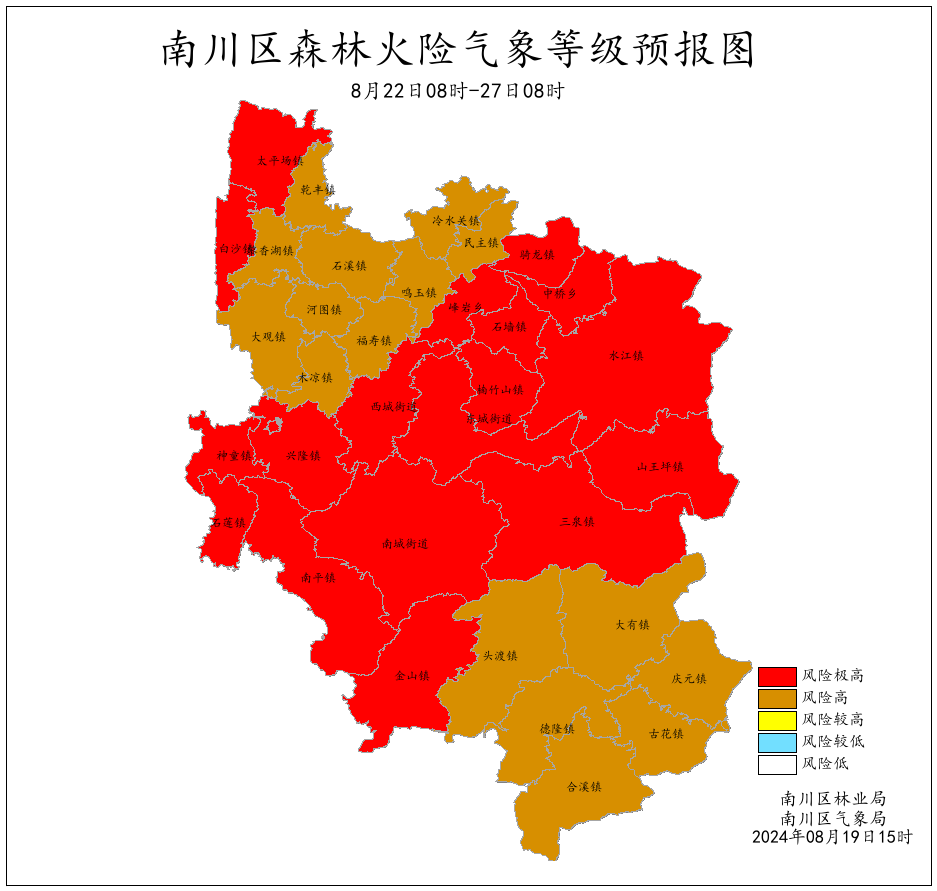 南川区森林火险气象等级预报图
8月22日08时-27日08时
太平场镇
乾丰镇
冷水关镇
民主镇
白沙镇
黎香湖镇
石溪镇
骑龙镇
鸣玉镇
中桥乡
河图镇
峰岩乡
石墙镇
大观镇
福寿镇
水江镇
木凉镇
楠竹山镇
西城街道
东城街道
神童镇
兴隆镇
山王坪镇
石莲镇
三泉镇
南城街道
南平镇
大有镇
头渡镇
金山镇
庆元镇
德隆镇
古花镇
合溪镇
风险极高
风险高
风险较高
风险较低
风险低
南川区林业局
南川区气象局
2024年08月19日15时